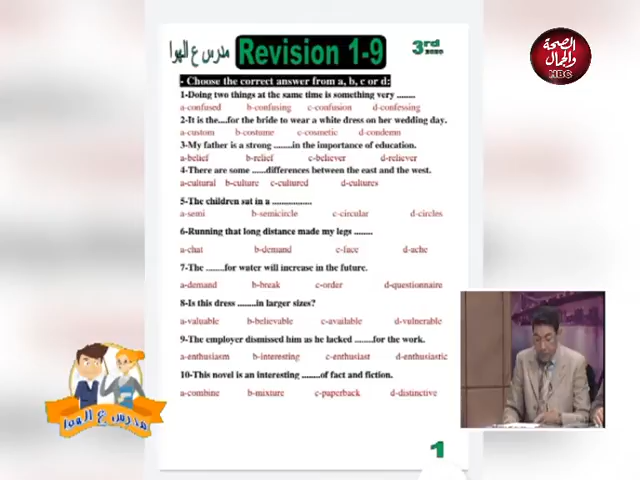 مدرس ع الهوا
Revision 1-9
3rd
2020
الصحة
والجمال
HBC
- Choose the correct answer from a, b, c or d:
1-Doing two things at the same time is something very ........
a-confused b-confusing c-confusion d-confessing
2-It is the....for the bride to wear a white dress on her wedding day.
a-custom b-costume c-cosmetic d-condemn
3-My father is a strong ........in the importance of education.
a-belief b-relief c-believer d-reliever
4-There are some ......differences between the east and the west.
a-cultural b-culture c-cultured d-cultures
5-The children sat in a .................
a-semi b-semicircle c-circular d-circles
6-Running that long distance made my legs ........
a-chat b-demand c-face d-ache
7-The ........for water will increase in the future.
a-demand b-break c-order d-questionnaire
8-Is this dress ........in larger sizes?
a-valuable b-believable c-available d-vulnerable
9-The employer dismissed him as he lacked ........for the work.
a-enthusiasm b-interesting c-enthusiast d-enthusiastic
10-This novel is an interesting ........of fact and fiction.
a-combine b-mixture c-paperback d-distinctive
مدرس ع الهوا
1